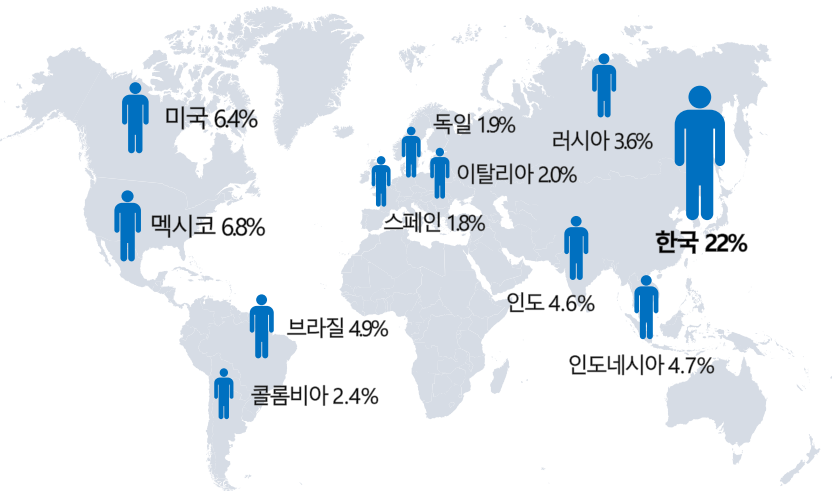 미국 6.4%
독일 1.9%
러시아 3.6%
이탈리아 2.0%
멕시코 6.8%
스페인 1.8%
한국 22%
인도 4.6%
브라질 4.9%
인도네시아 4.7%
콜롬비아 2.4%